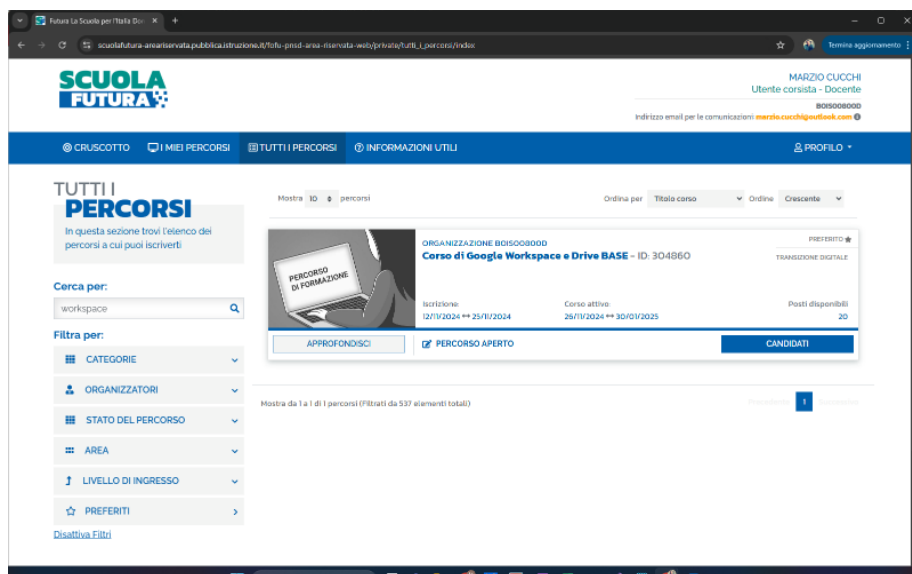 Futura La Scuola per l'Italia Do
scuolafutura-areariservata.pubblica.istruzione.it/fofu-pnsd-area-riservata-web/private/tutti_i_percorsi/index
Termina aggiornamento
SCUOLA
FUTURA
MARZIO CUCCHI
Utente corsista - Docente
BOIS00800D
Indirizzo email per le comunicazioni marzio.cucchi@outlook.com
CRUSCOTTO I MIEI PERCORSI TUTTI I PERCORSI INFORMAZIONI UTILI PROFILO
TUTTI I
PERCORSI
In questa sezione trovi l'elenco dei
percorsi a cui puoi iscriverti
Cerca per:
workspace
Filtra per:
CATEGORIE
ORGANIZZATORI
STATO DEL PERCORSO
AREA
LIVELLO DI INGRESSO
PREFERITI
Disattiva Filtri
Mostra 10 percorsi
Ordina per Titolo corso Ordine Crescente
PERCORSO
DI FORMAZIONE
ORGANIZZAZIONE BOIS00800D
Corso di Google Workspace e Drive BASE - ID: 304860
PREFERITO
TRANSIZIONE DIGITALE
Iscrizione: Corso attivo: Posti disponibili
12/11/2024 ↔ 25/11/2024 26/11/2024 ↔ 30/01/2025 20
APPROFONDISCI PERCORSO APERTO CANDIDATI
Mostra da 1 a 1 di 1 percorsi (Filtrati da 537 elementi totali)
Precedente 1 Successivo